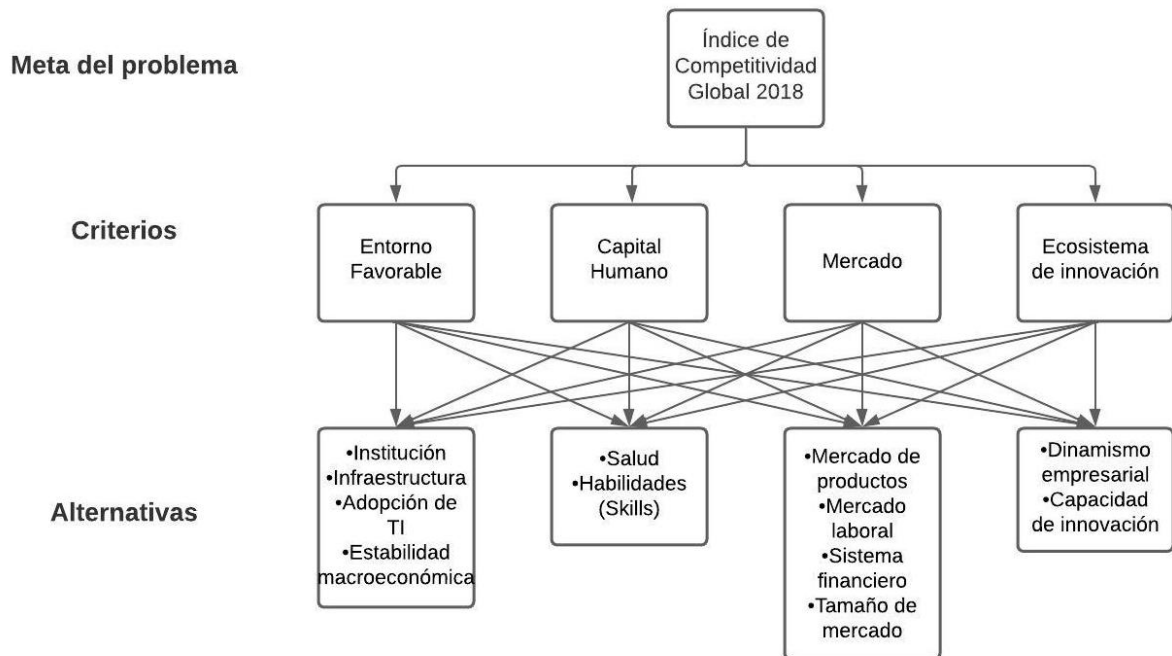 Meta del problema
Índice de
Competitividad
Global 2018
Criterios
Entorno
Favorable
Capital
Humano
Mercado
Ecosistema
de innovación
Alternativas
•Institución
•Infraestructura
•Adopción de
TI
•Estabilidad
macroeconómica
•Salud
•Habilidades
(Skills)
•Mercado de
productos
•Mercado
laboral
•Sistema
financiero
•Tamaño de
mercado
•Dinamismo
empresarial
•Capacidad
de innovación